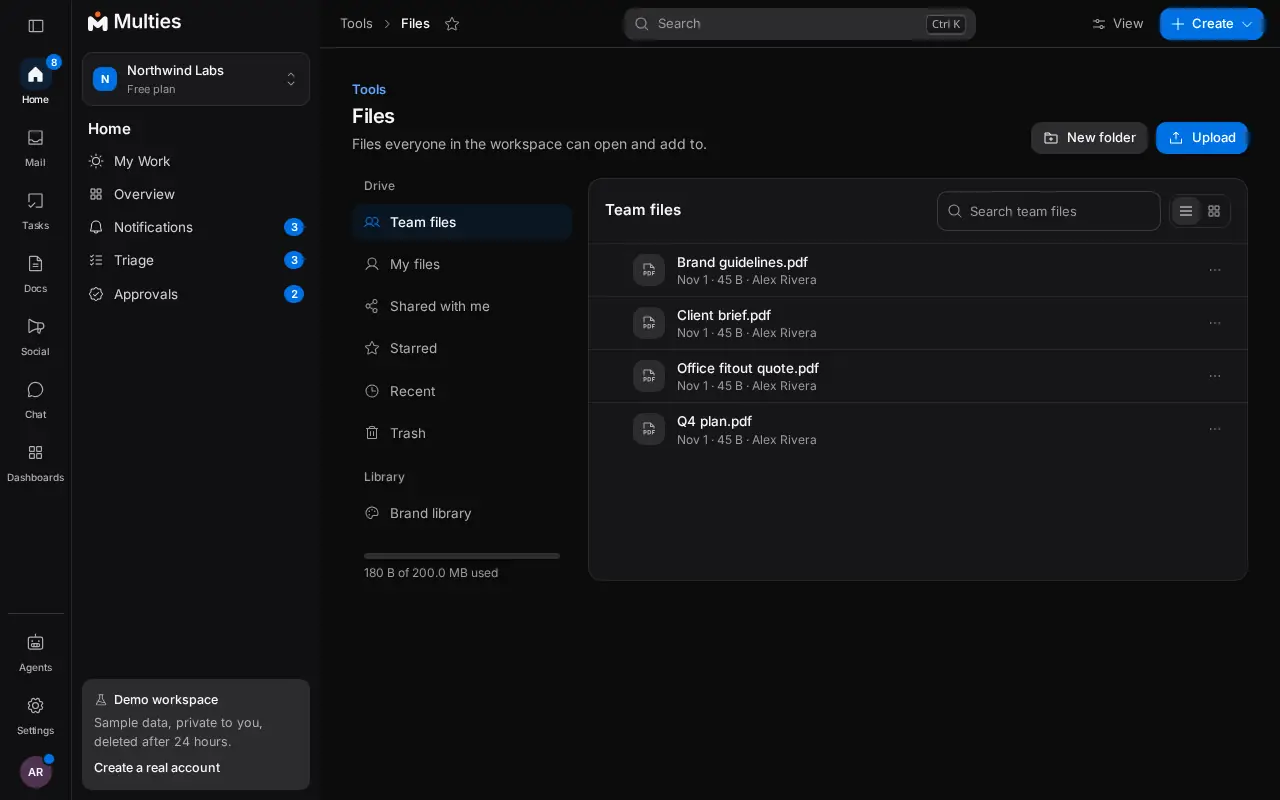 Multies
Tools
Files
Search
Ctrl K
View
Create
N
Northwind Labs
Free plan
8
Home
Mail
Tasks
Docs
Social
Chat
Dashboards
Agents
Settings
AR
Home
My Work
Overview
Notifications
3
Triage
3
Approvals
2
Demo workspace
Sample data, private to you,
deleted after 24 hours.
Create a real account
Tools
Files
Files everyone in the workspace can open and add to.
New folder
Upload
Drive
Team files
My files
Shared with me
Starred
Recent
Trash
Library
Brand library
180 B of 200.0 MB used
Team files
Search team files
PDF
Brand guidelines.pdf
Nov 1 · 45 B · Alex Rivera
PDF
Client brief.pdf
Nov 1 · 45 B · Alex Rivera
PDF
Office fitout quote.pdf
Nov 1 · 45 B · Alex Rivera
PDF
Q4 plan.pdf
Nov 1 · 45 B · Alex Rivera